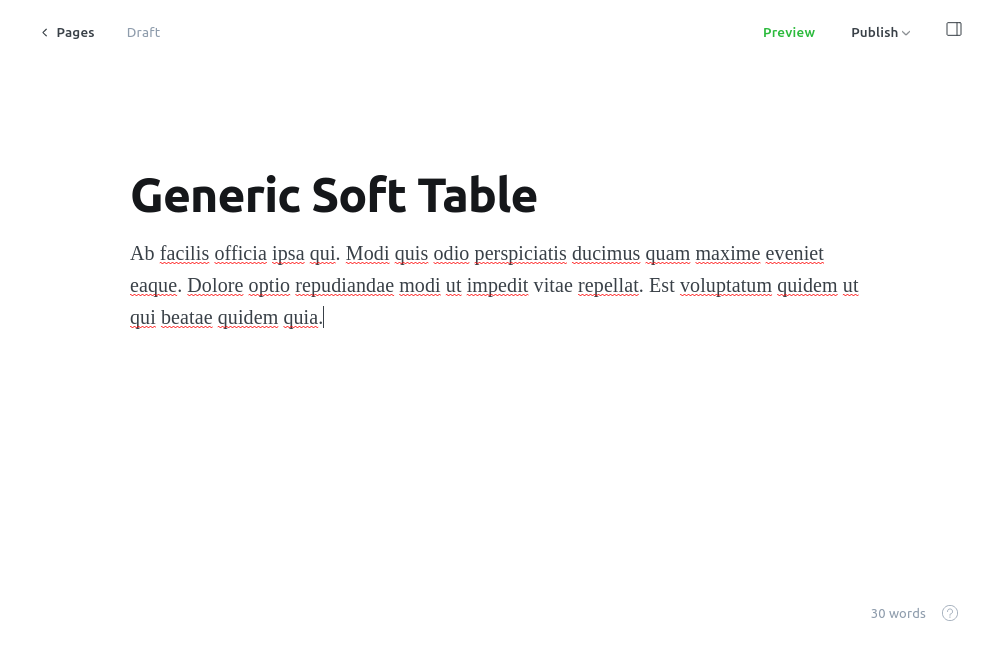 Pages
Draft
Preview
Publish
Generic Soft Table
Ab facilis officia ipsa qui. Modi quis odio perspiciatis ducimus quam maxime eveniet
eaque. Dolore optio repudiandae modi ut impedit vitae repellat. Est voluptatum quidem ut
qui beatae quidem quia.
30 words
?